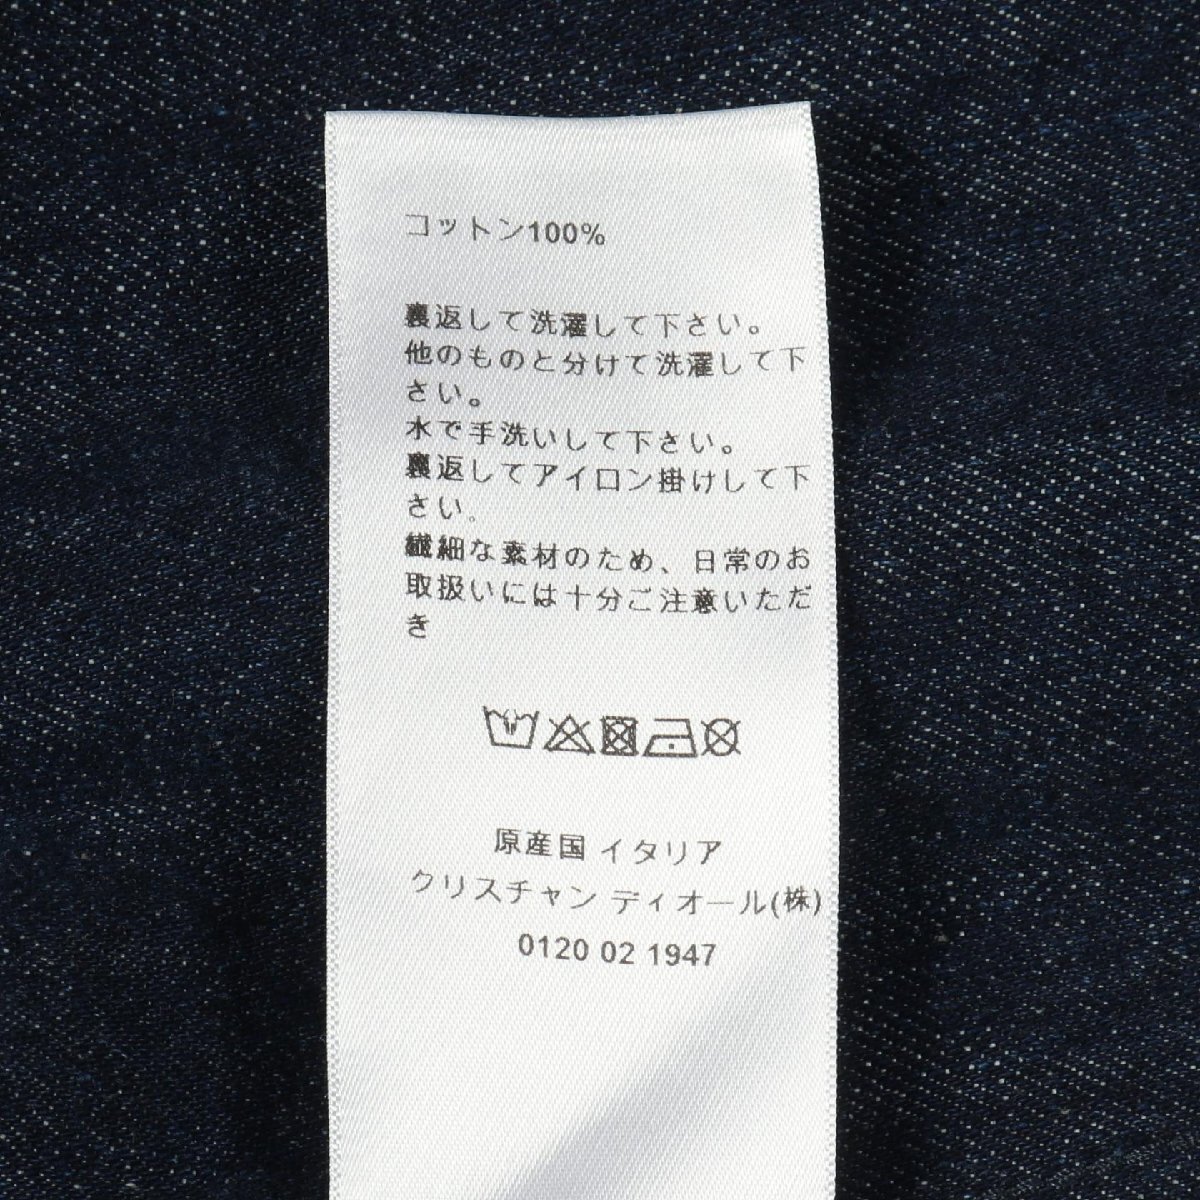 コットン100%
裏返して洗濯して下さい。
他のものと分けて洗濯して下
さい。
水で手洗いして下さい。
裏返してアイロン掛けして下
さい。
繊細な素材のため、日常のお
取扱いには十分ご注意いただ
き
原産国 イタリア
クリスチャン ディオール(株)
0120 02 1947